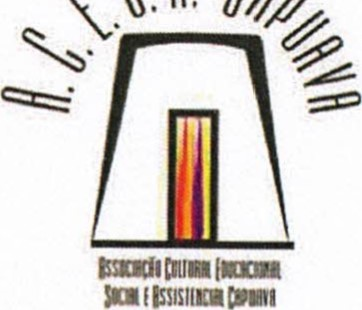 A. C. E. S. A. CAPUAVA
ASSOCIAÇÃO CULTURAL EDUCACIONAL
SOCIAL E ASSISTENCIAL CAPUAVA